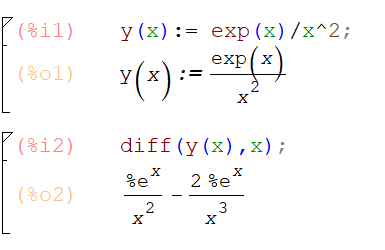 (%i1) y(x):= exp(x)/x^2;
(%o1) y(x):= exp(x)/x^2
(%i2) diff(y(x),x);
(%o2) %e^x/x^2 - 2 %e^x/x^3